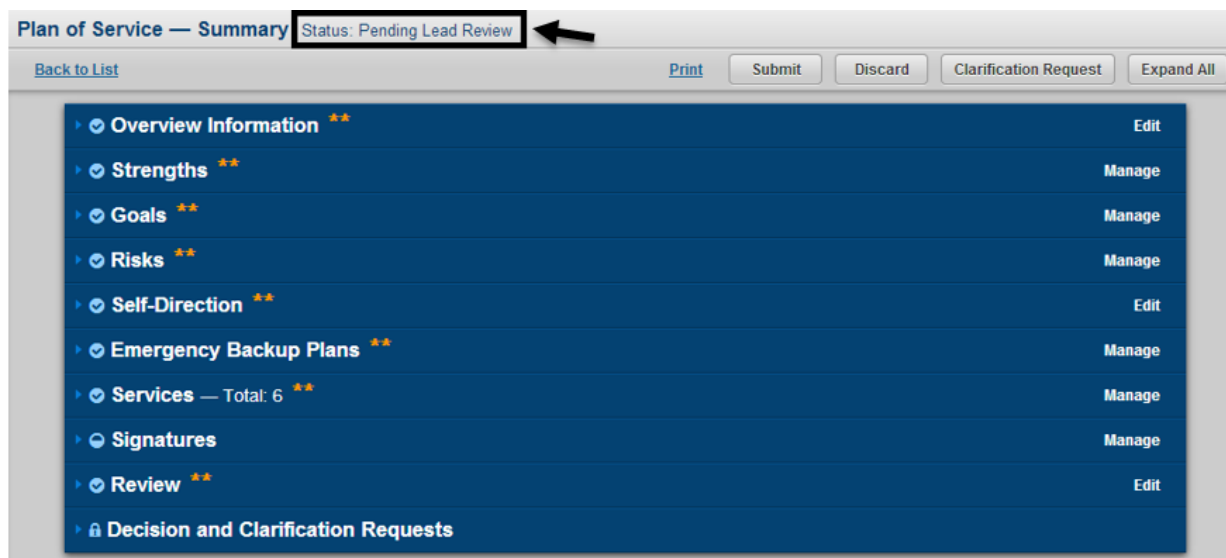 Plan of Service — Summary Status: Pending Lead Review
Back to List Print Submit Discard Clarification Request Expand All
Overview Information ** Edit
Strengths ** Manage
Goals ** Manage
Risks ** Manage
Self-Direction ** Edit
Emergency Backup Plans ** Manage
Services — Total: 6 ** Manage
Signatures Manage
Review ** Edit
Decision and Clarification Requests